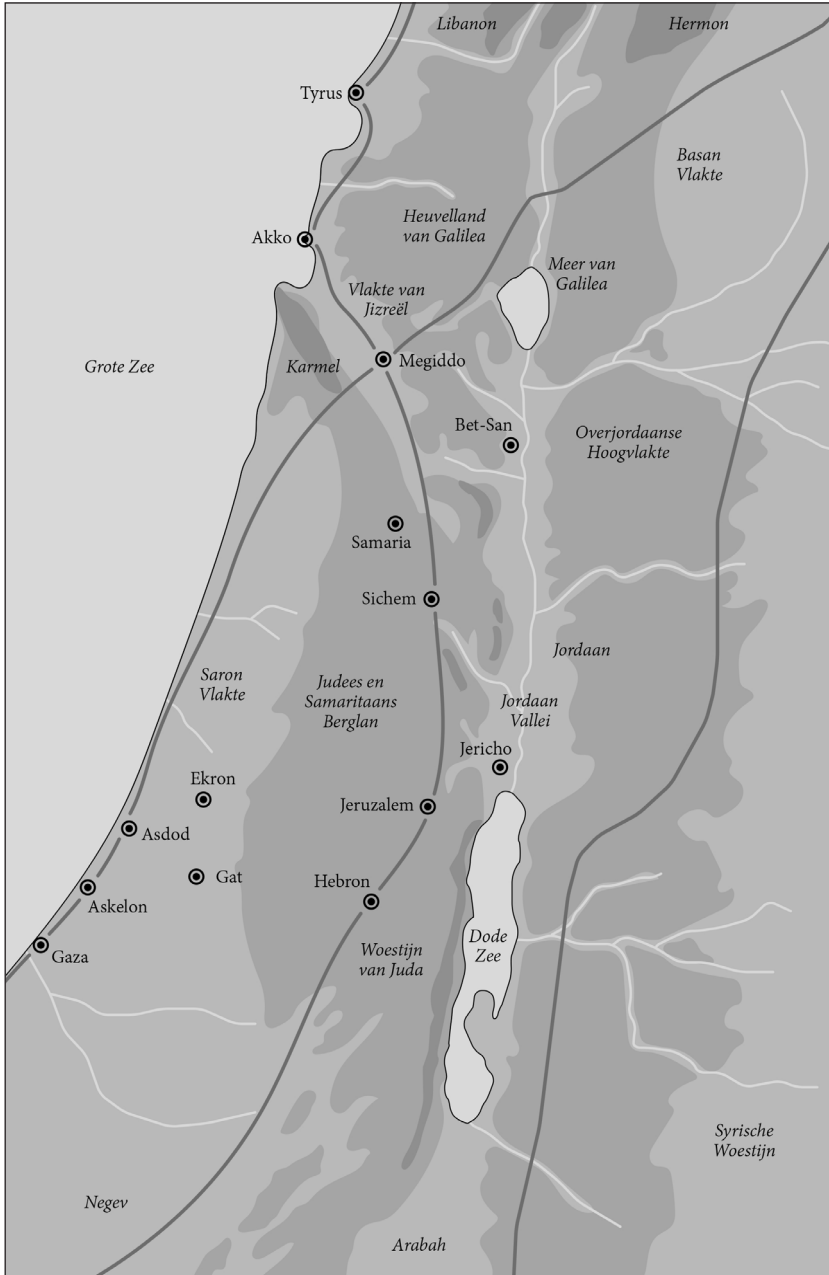 Libanon
Hermon
Tyrus
Basan
Vlakte
Heuvelland
van Galilea
Akko
Meer van
Galilea
Vlakte van
Jizreël
Grote Zee
Karmel
Megiddo
Bet-San
Overjordaanse
Hoogvlakte
Samaria
Sichem
Jordaan
Saron
Vlakte
Judees en
Samaritaans
Berglan
Jordaan
Vallei
Jericho
Ekron
Jeruzalem
Asdod
Gat
Hebron
Askelon
Dode
Zee
Gaza
Woestijn
van Juda
Syrische
Woestijn
Negev
Arabah